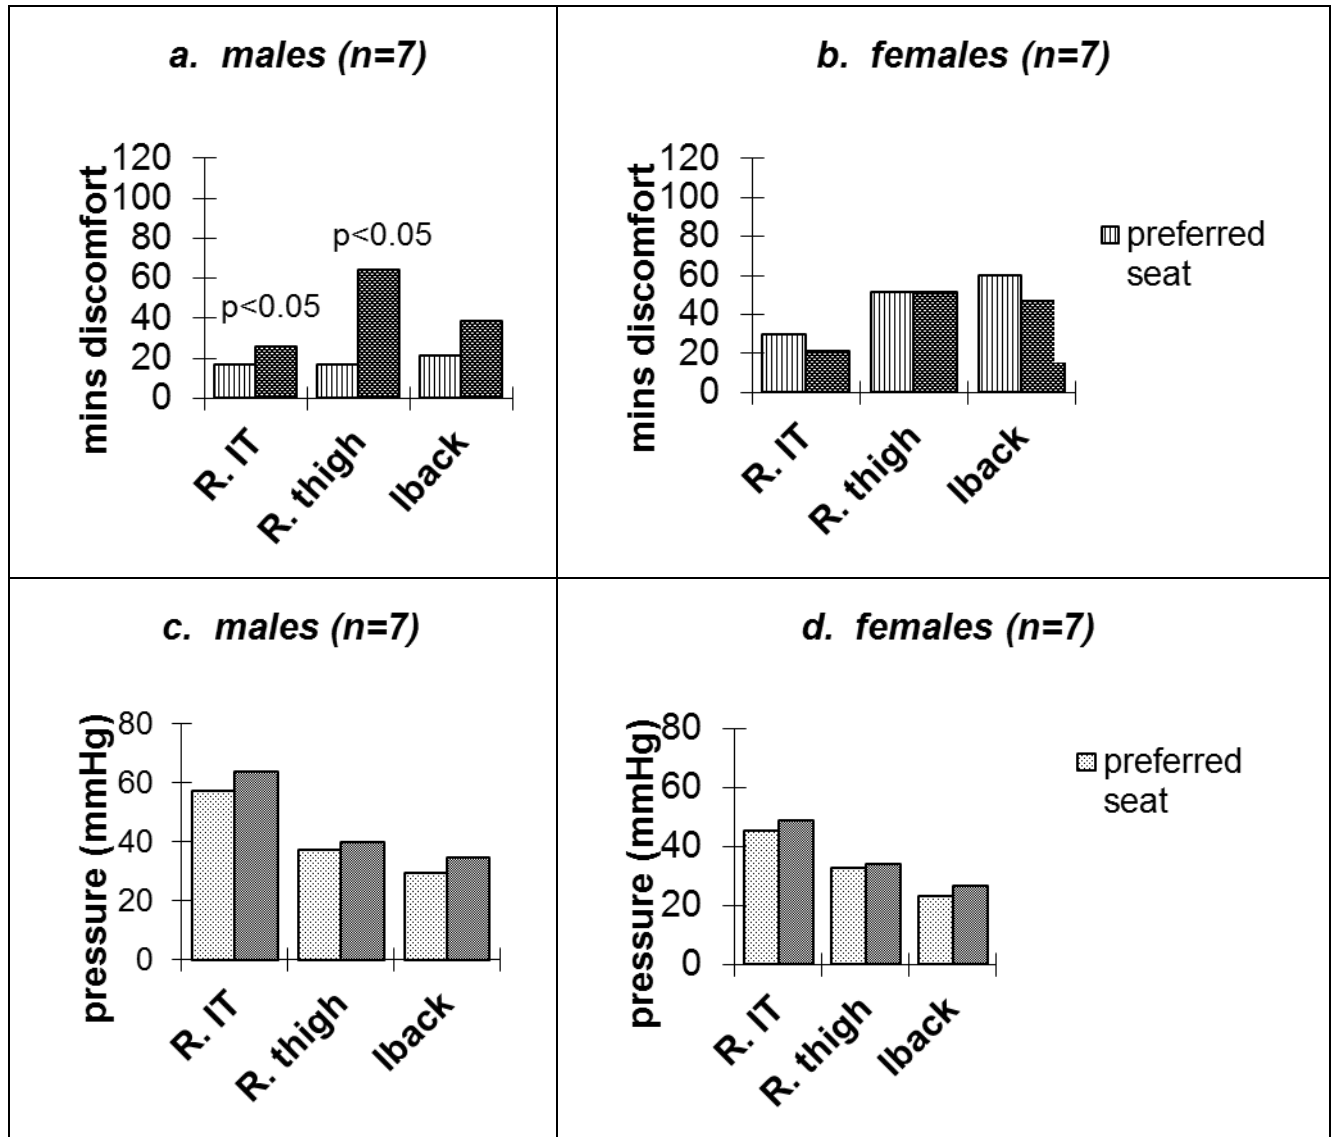 a. males (n=7)
mins discomfort
120
100
80
60
40
20
0
p<0.05
p<0.05
R. IT
R. thigh
lback
b. females (n=7)
mins discomfort
120
100
80
60
40
20
0
R. IT
R. thigh
lback
preferred
seat
c. males (n=7)
pressure (mmHg)
80
60
40
20
0
R. IT
R. thigh
lback
d. females (n=7)
pressure (mmHg)
80
60
40
20
0
R. IT
R. thigh
lback
preferred
seat